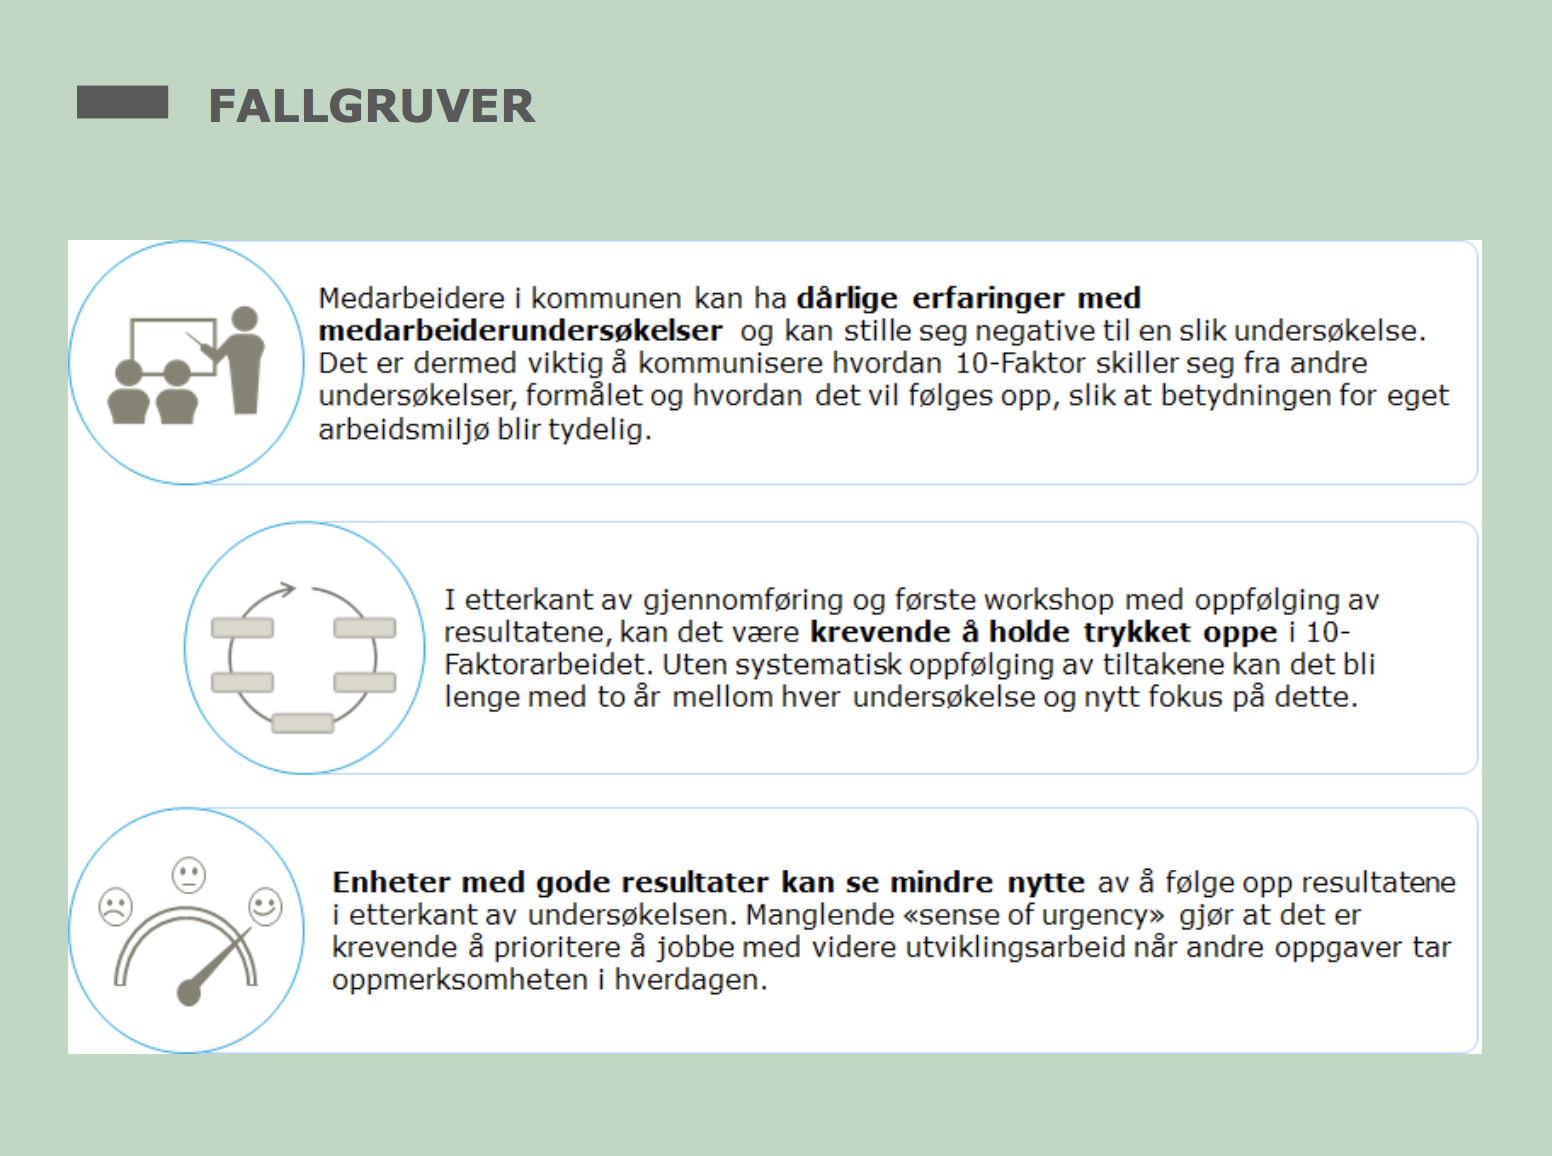 FALLGRUVER
Medarbeidere i kommunen kan ha dårlige erfaringer med
medarbeiderundersøkelser og kan stille seg negative til en slik undersøkelse.
Det er dermed viktig å kommunisere hvordan 10-Faktor skiller seg fra andre
undersøkelser, formålet og hvordan det vil følges opp, slik at betydningen for eget
arbeidsmiljø blir tydelig.
I etterkant av gjennomføring og første workshop med oppfølging av
resultatene, kan det være krevende å holde trykket oppe i 10-
Faktorarbeidet. Uten systematisk oppfølging av tiltakene kan det bli
lenge med to år mellom hver undersøkelse og nytt fokus på dette.
Enheter med gode resultater kan se mindre nytte av å følge opp resultatene
i etterkant av undersøkelsen. Manglende «sense of urgency» gjør at det er
krevende å prioritere å jobbe med videre utviklingsarbeid når andre oppgaver tar
oppmerksomheten i hverdagen.